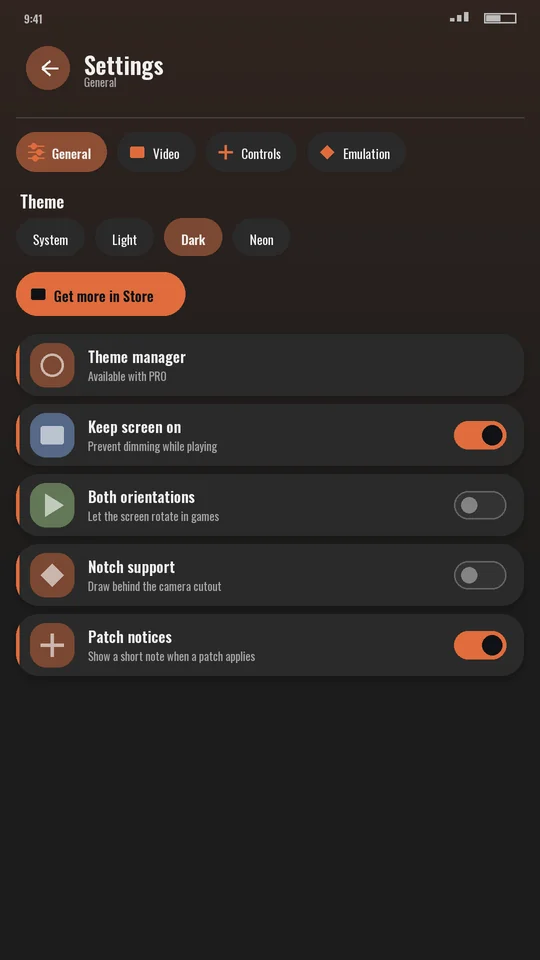 9:41
Settings
General
General
Video
Controls
Emulation
Theme
System
Light
Dark
Neon
Get more in Store
Theme manager
Available with PRO
Keep screen on
Prevent dimming while playing
Both orientations
Let the screen rotate in games
Notch support
Draw behind the camera cutout
Patch notices
Show a short note when a patch applies